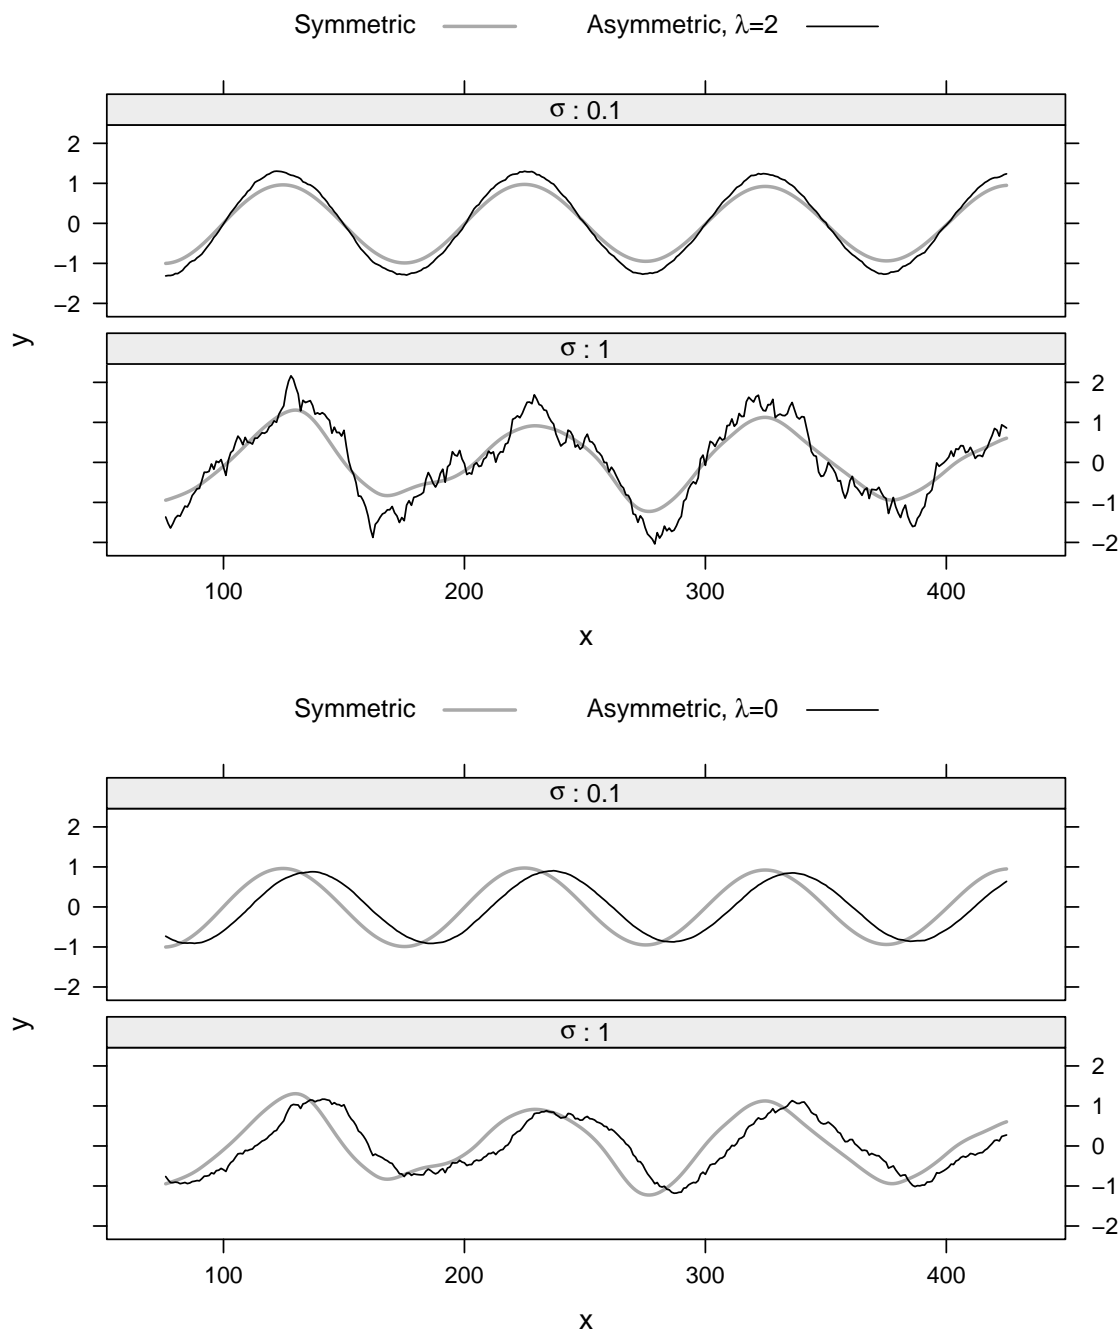 Symmetric Asymmetric, λ=2
σ : 0.1
2
1
0
−1
−2
y
σ : 1
2
1
0
−1
−2
100 200 300 400
x
Symmetric Asymmetric, λ=0
σ : 0.1
2
1
0
−1
−2
y
σ : 1
2
1
0
−1
−2
100 200 300 400
x